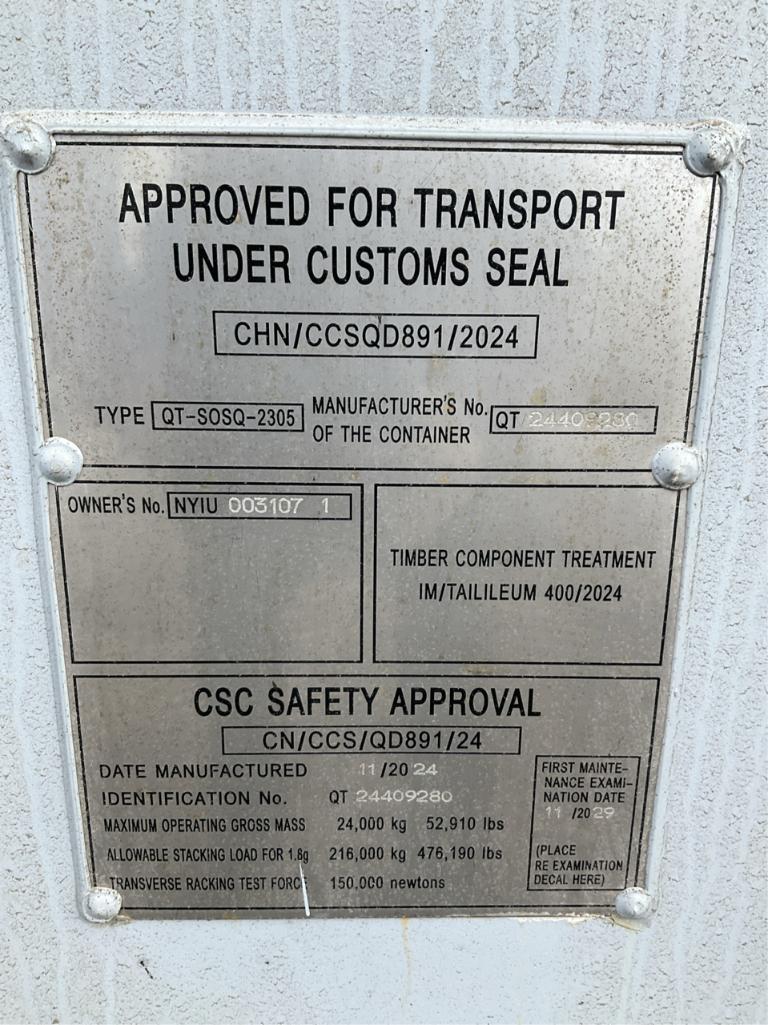 APPROVED FOR TRANSPORT
UNDER CUSTOMS SEAL
CHN/CCSQD891/2024
TYPE QT-SOSQ-2305 MANUFACTURER'S No. OF THE CONTAINER QT 24409280
OWNER'S No. NYIU 003107 1
TIMBER COMPONENT TREATMENT
IM/TAILILEUM 400/2024
CSC SAFETY APPROVAL
CN/CCS/QD891/24
DATE MANUFACTURED 11/2024
IDENTIFICATION No. QT 24409280
MAXIMUM OPERATING GROSS MASS 24,000 kg 52,910 lbs
ALLOWABLE STACKING LOAD FOR 1.8g 216,000 kg 476,190 lbs
TRANSVERSE RACKING TEST FORCE 150.000 newtons
FIRST MAINTE-
NANCE EXAMI-
NATION DATE
11 /2029
(PLACE
RE EXAMINATION
DECAL HERE)